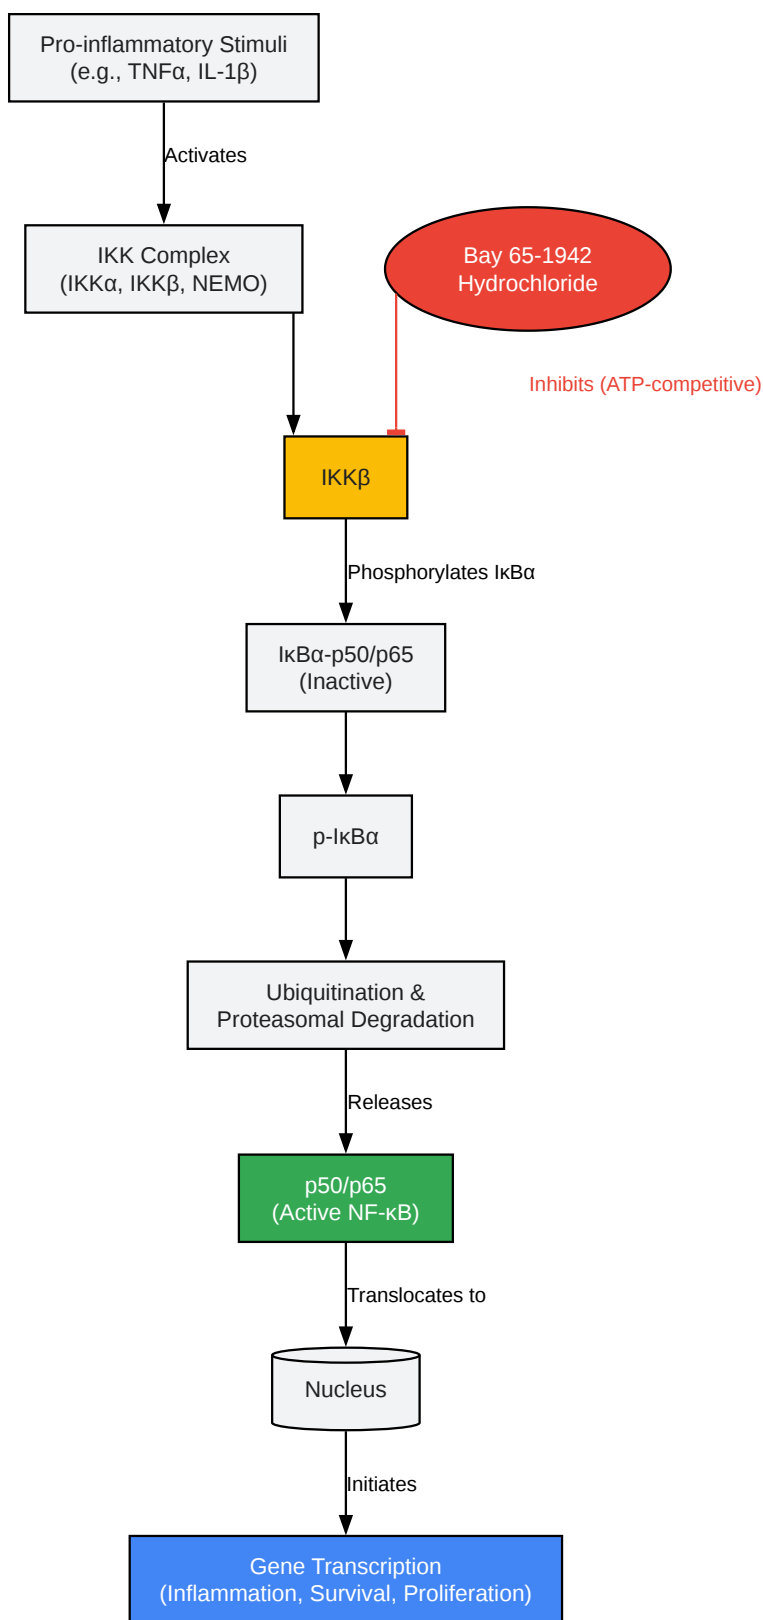 Pro-inflammatory Stimuli
(e.g., TNFα, IL-1β)
Activates
IKK Complex
(IKKα, IKKβ, NEMO)
Bay 65-1942
Hydrochloride
Inhibits (ATP-competitive)
IKKβ
Phosphorylates IκBα
IκBα-p50/p65
(Inactive)
p-IκBα
Ubiquitination &
Proteasomal Degradation
Releases
p50/p65
(Active NF-κB)
Translocates to
Nucleus
Initiates
Gene Transcription
(Inflammation, Survival, Proliferation)